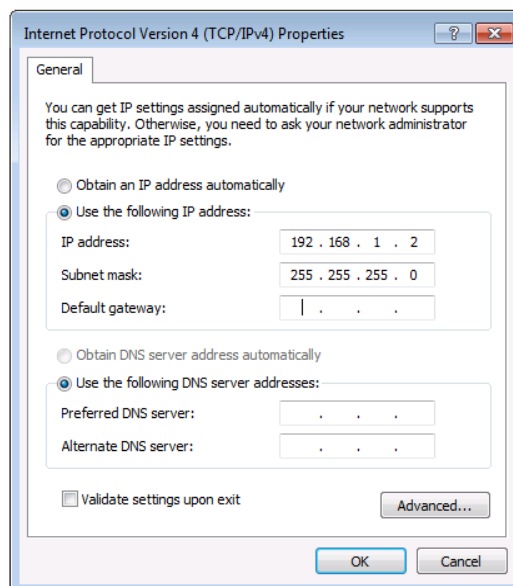 Internet Protocol Version 4 (TCP/IPv4) Properties
?
General
You can get IP settings assigned automatically if your network supports
this capability. Otherwise, you need to ask your network administrator
for the appropriate IP settings.
Obtain an IP address automatically
Use the following IP address:
IP address: 192 . 168 . 1 . 2
Subnet mask: 255 . 255 . 255 . 0
Default gateway: . . .
Obtain DNS server address automatically
Use the following DNS server addresses:
Preferred DNS server: . . .
Alternate DNS server: . . .
Validate settings upon exit
Advanced...
OK Cancel